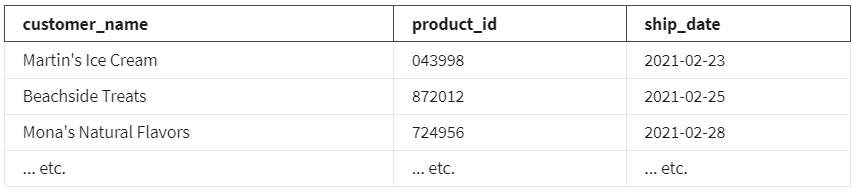 customer_name product_id ship_date
Martin's Ice Cream 043998 2021-02-23
Beachside Treats 872012 2021-02-25
Mona's Natural Flavors 724956 2021-02-28
... etc. ... etc. ... etc.